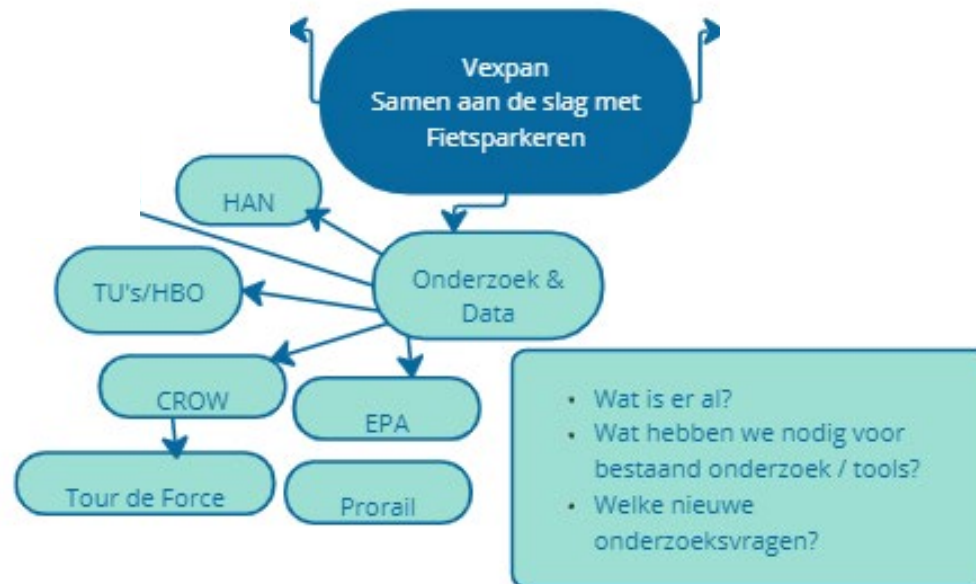 Vexpan
Samen aan de slag met
Fietsparkeren
HAN
Onderzoek &
Data
TU's/HBO
CROW
EPA
Tour de Force
Prorail
• Wat is er al?
• Wat hebben we nodig voor
bestaand onderzoek / tools?
• Welke nieuwe
onderzoeksvragen?